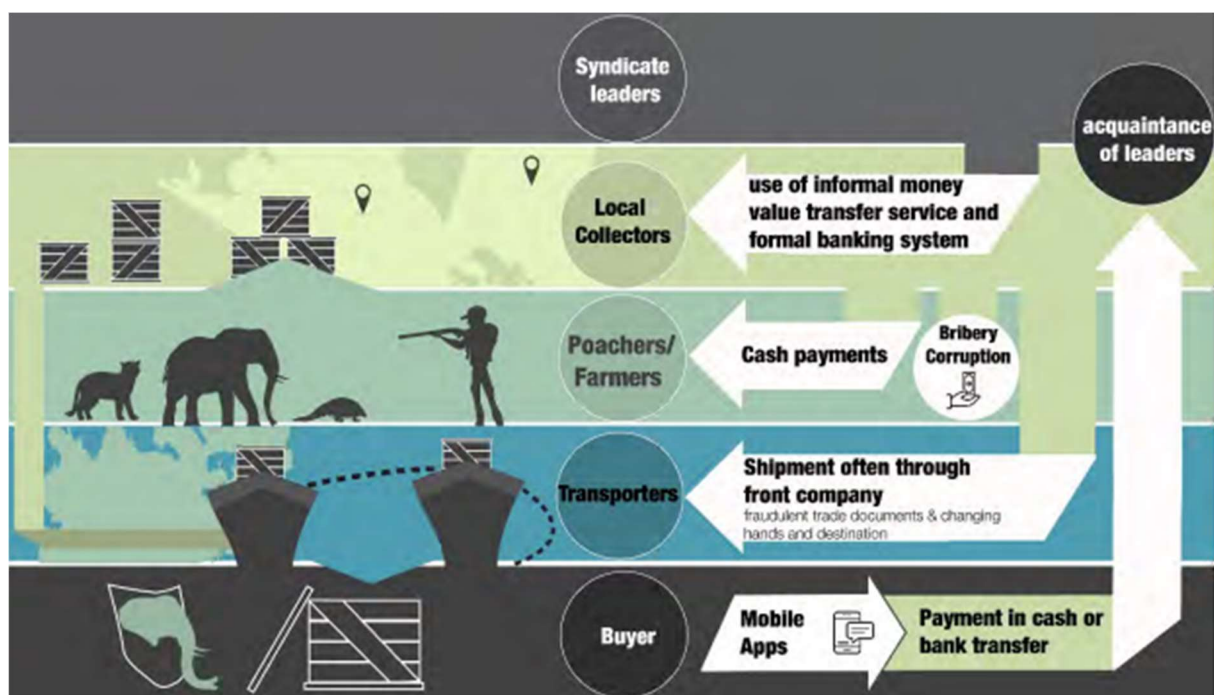 Syndicate
leaders
acquaintance
of leaders
Local
Collectors
use of informal money
value transfer service and
formal banking system
Poachers/
Farmers
Cash payments
Bribery
Corruption
Transporters
Shipment often through
front company
fraudulent trade documents & changing
hands and destination
Buyer
Mobile
Apps
Payment in cash or
bank transfer